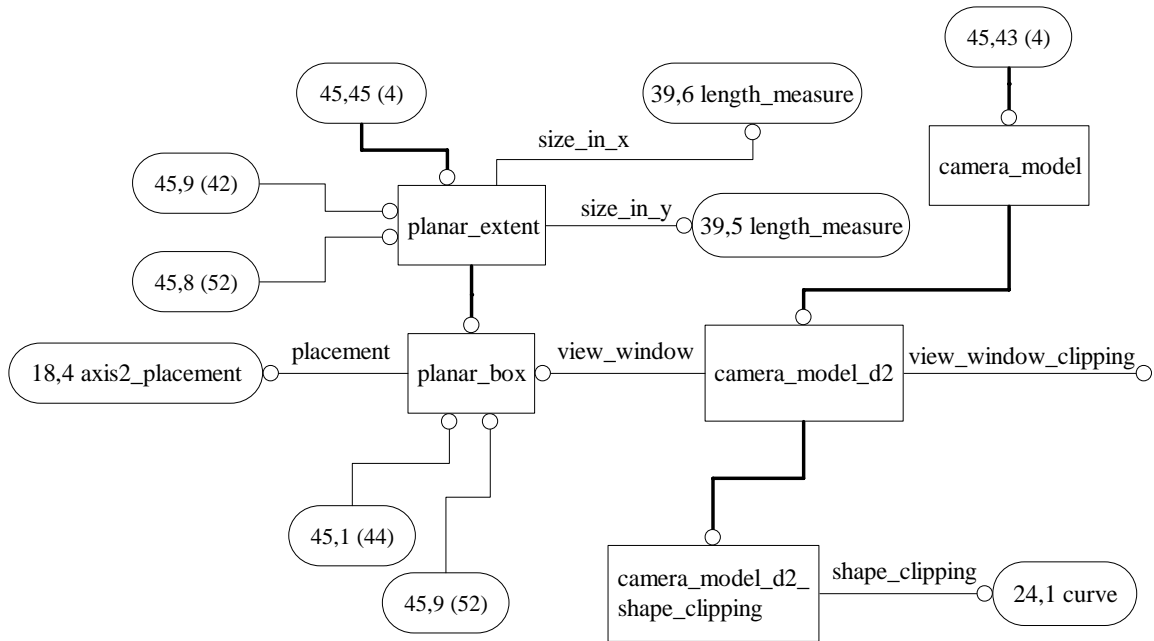 45,43 (4)
45,45 (4)
39,6 length_measure
size_in_x
camera_model
45,9 (42)
size_in_y
planar_extent
39,5 length_measure
45,8 (52)
placement
view_window
view_window_clipping
18,4 axis2_placement
planar_box
camera_model_d2
45,1 (44)
camera_model_d2_
shape_clipping
shape_clipping
24,1 curve
45,9 (52)